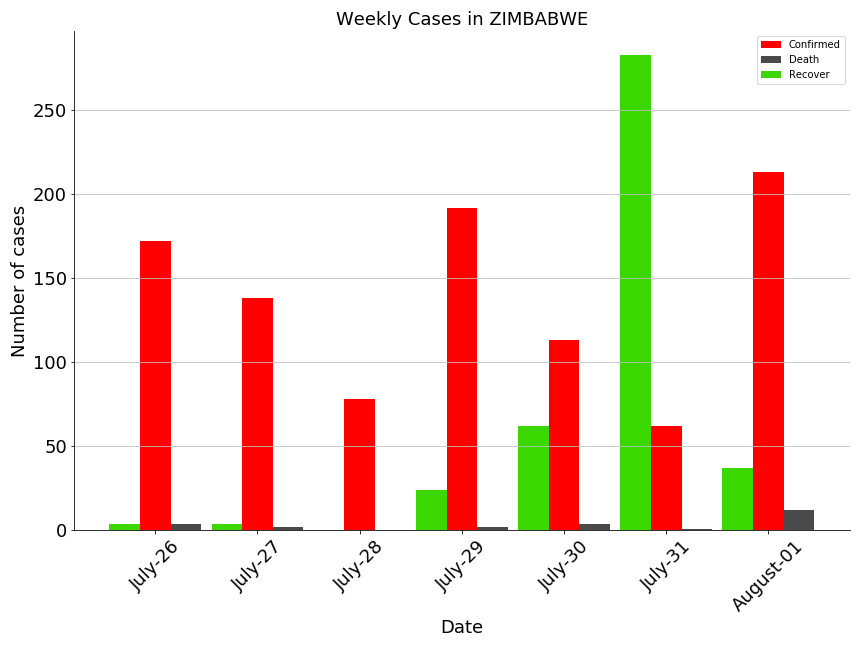 Weekly Cases in ZIMBABWE
Confirmed
Death
Recover
Number of cases
250
200
150
100
50
0
July-26
July-27
July-28
July-29
July-30
July-31
August-01
Date